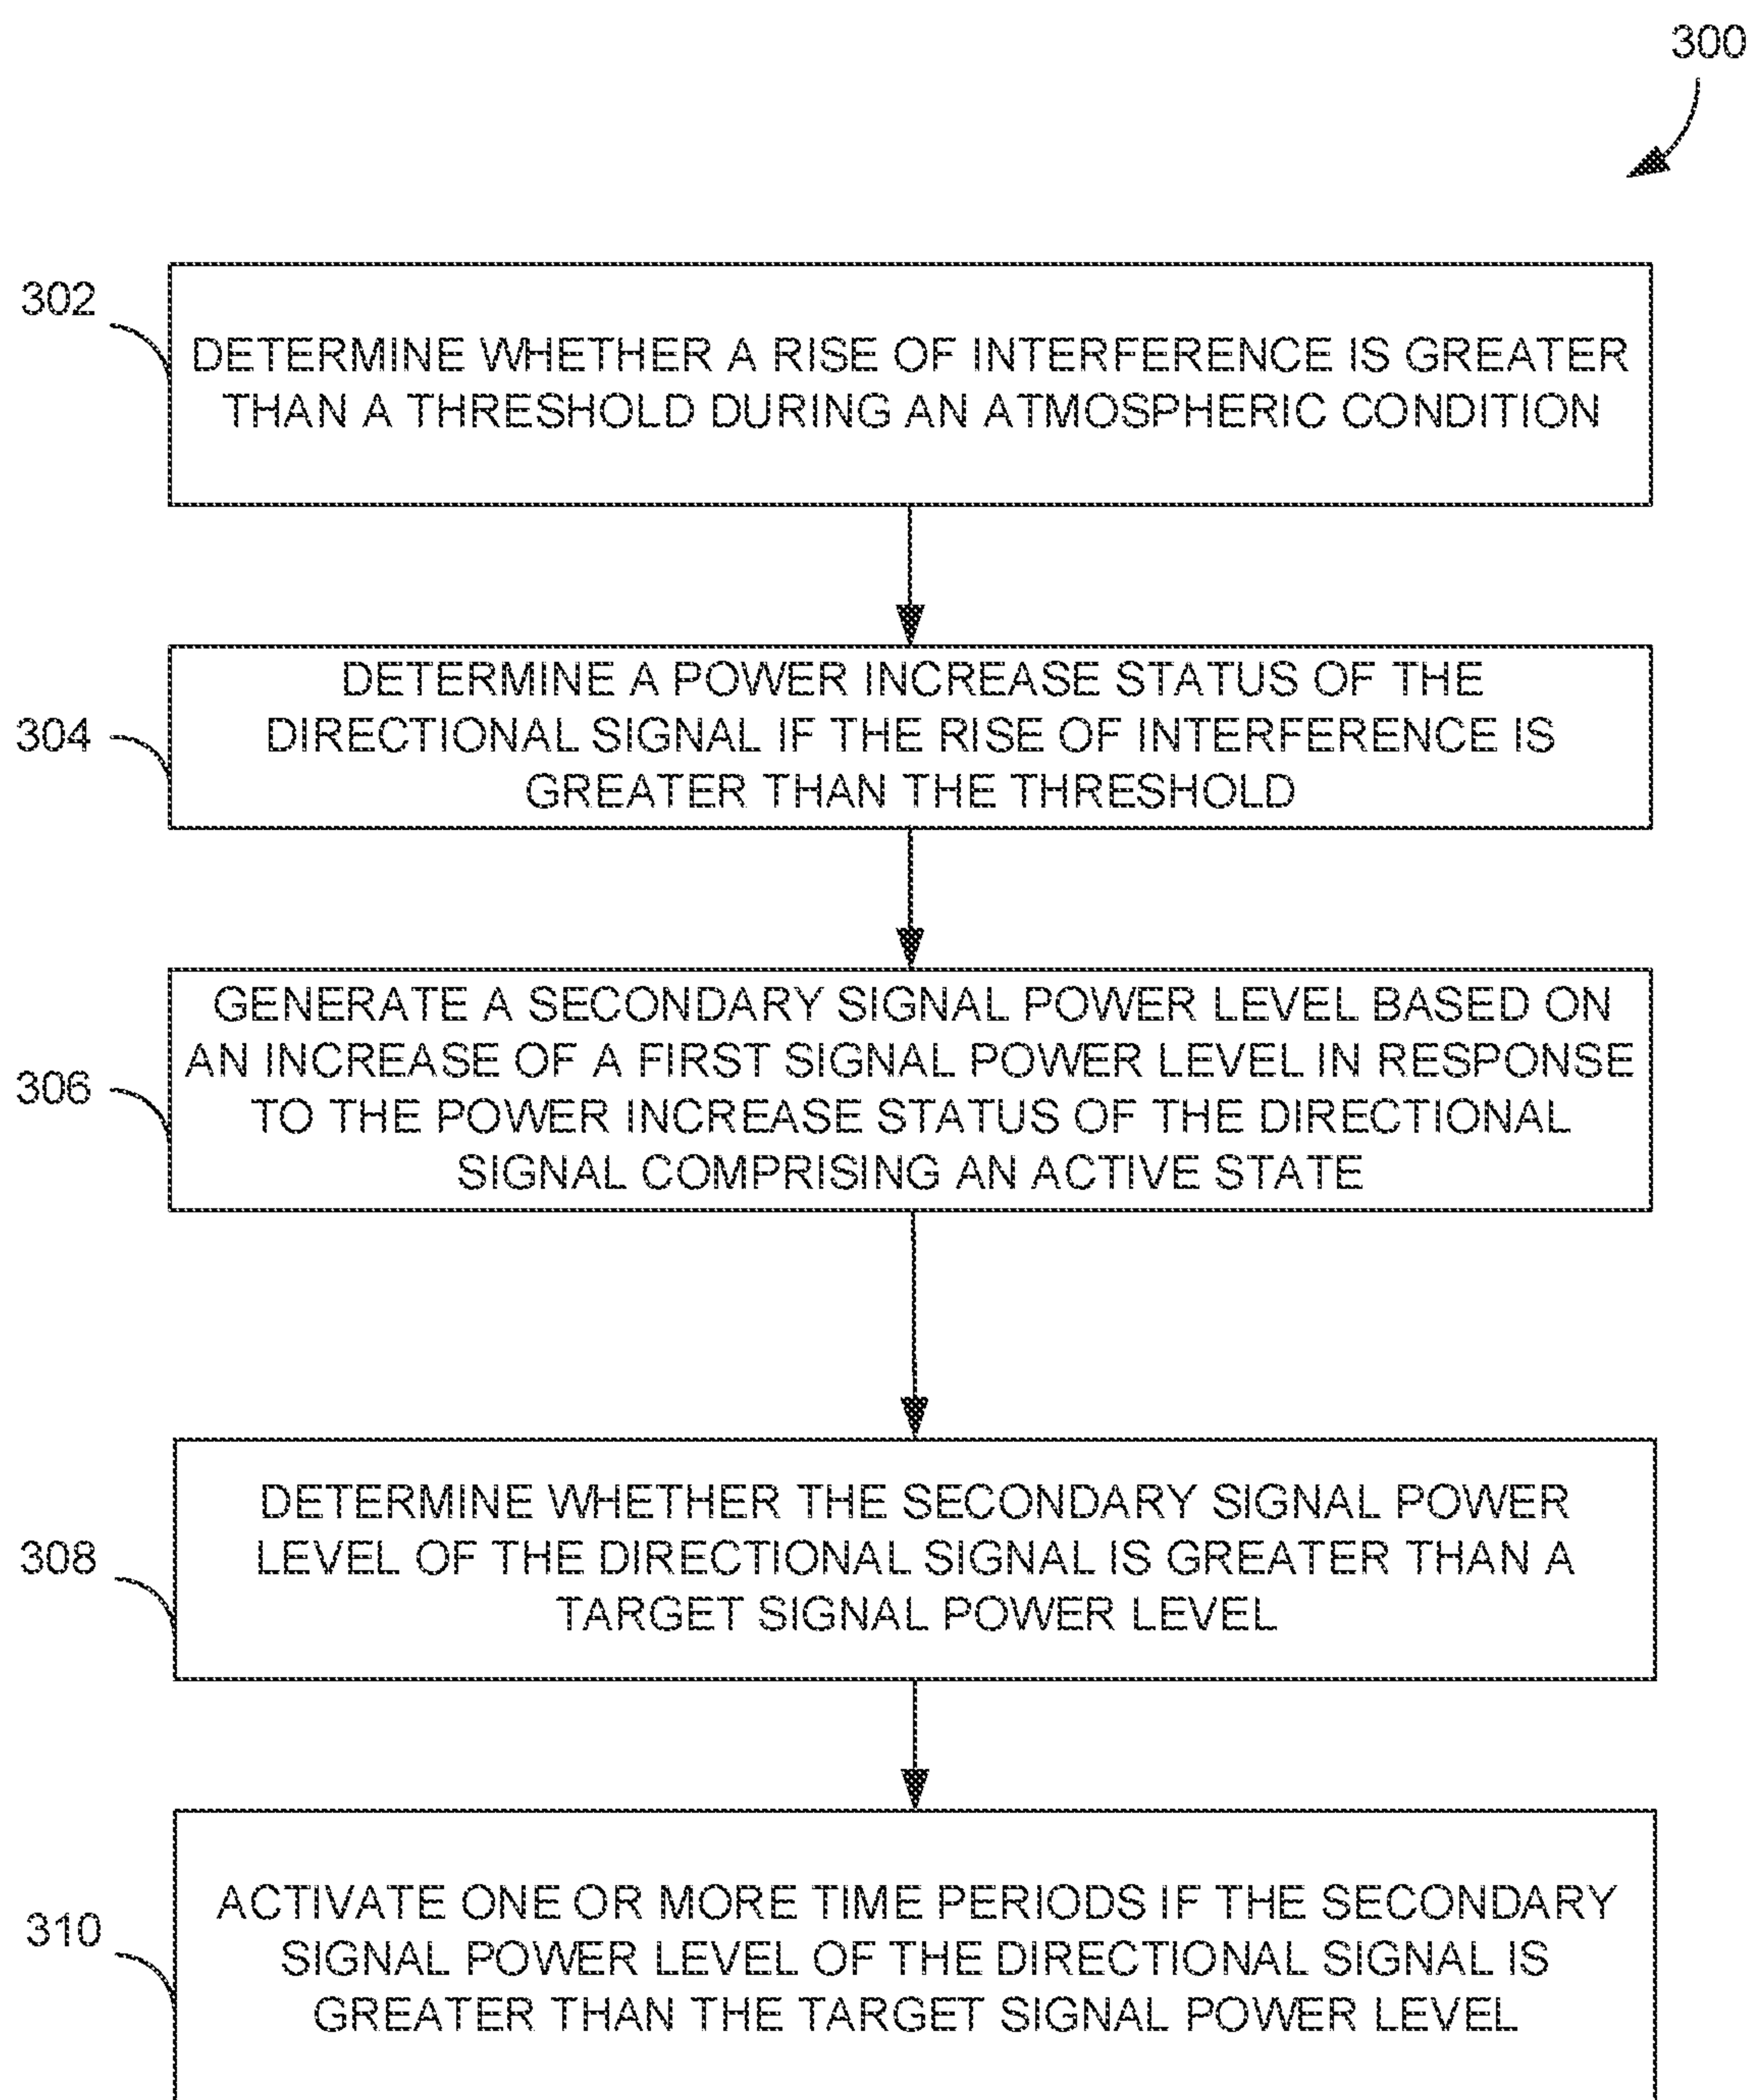 300
302
DETERMINE WHETHER A RISE OF INTERFERENCE IS GREATER
THAN A THRESHOLD DURING AN ATMOSPHERIC CONDITION
304
DETERMINE A POWER INCREASE STATUS OF THE
DIRECTIONAL SIGNAL IF THE RISE OF INTERFERENCE IS
GREATER THAN THE THRESHOLD
306
GENERATE A SECONDARY SIGNAL POWER LEVEL BASED ON
AN INCREASE OF A FIRST SIGNAL POWER LEVEL IN RESPONSE
TO THE POWER INCREASE STATUS OF THE DIRECTIONAL
SIGNAL COMPRISING AN ACTIVE STATE
308
DETERMINE WHETHER THE SECONDARY SIGNAL POWER
LEVEL OF THE DIRECTIONAL SIGNAL IS GREATER THAN A
TARGET SIGNAL POWER LEVEL
310
ACTIVATE ONE OR MORE TIME PERIODS IF THE SECONDARY
SIGNAL POWER LEVEL OF THE DIRECTIONAL SIGNAL IS
GREATER THAN THE TARGET SIGNAL POWER LEVEL